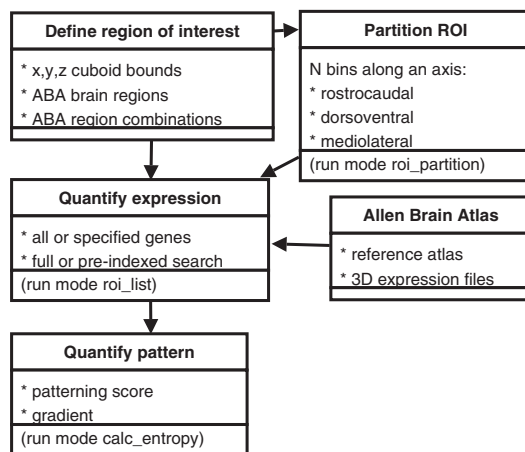 Define region of interest
* x,y,z cuboid bounds
* ABA brain regions
* ABA region combinations
Partition ROI
N bins along an axis:
* rostrocaudal
* dorsoventral
* mediolateral
(run mode roi_partition)
Quantify expression
* all or specified genes
* full or pre-indexed search
(run mode roi_list)
Allen Brain Atlas
* reference atlas
* 3D expression files
Quantify pattern
* patterning score
* gradient
(run mode calc_entropy)